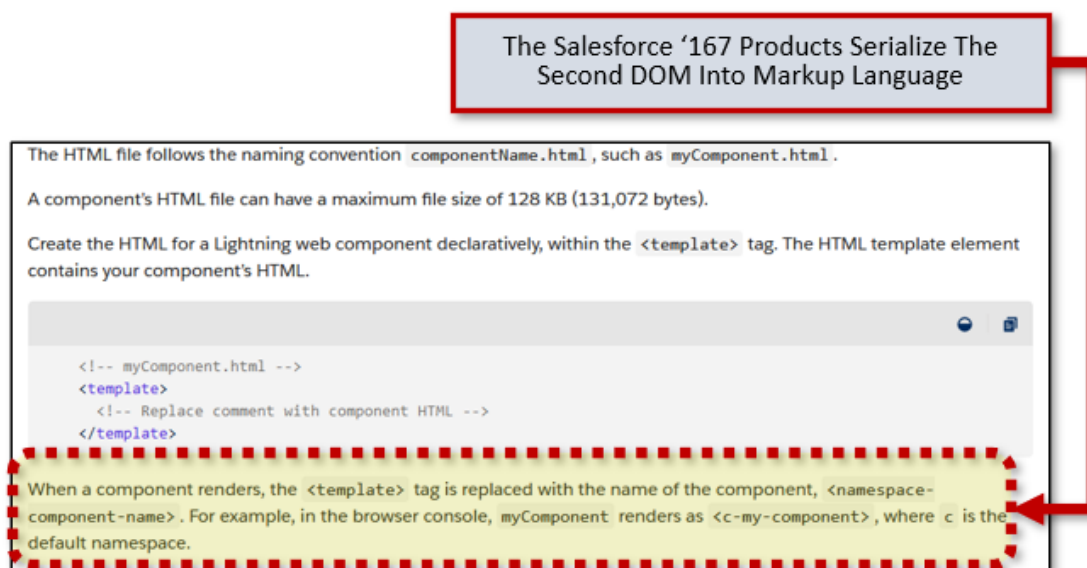 The Salesforce ‘167 Products Serialize The
Second DOM Into Markup Language
The HTML file follows the naming convention componentName.html, such as myComponent.html.
A component's HTML file can have a maximum file size of 128 KB (131,072 bytes).
Create the HTML for a Lightning web component declaratively, within the <template> tag. The HTML template element
contains your component's HTML.
<!-- myComponent.html -->
<template>
<!-- Replace comment with component HTML -->
</template>
When a component renders, the <template> tag is replaced with the name of the component, <namespace-
component-name>. For example, in the browser console, myComponent renders as <c-my-component>, where c is the
default namespace.